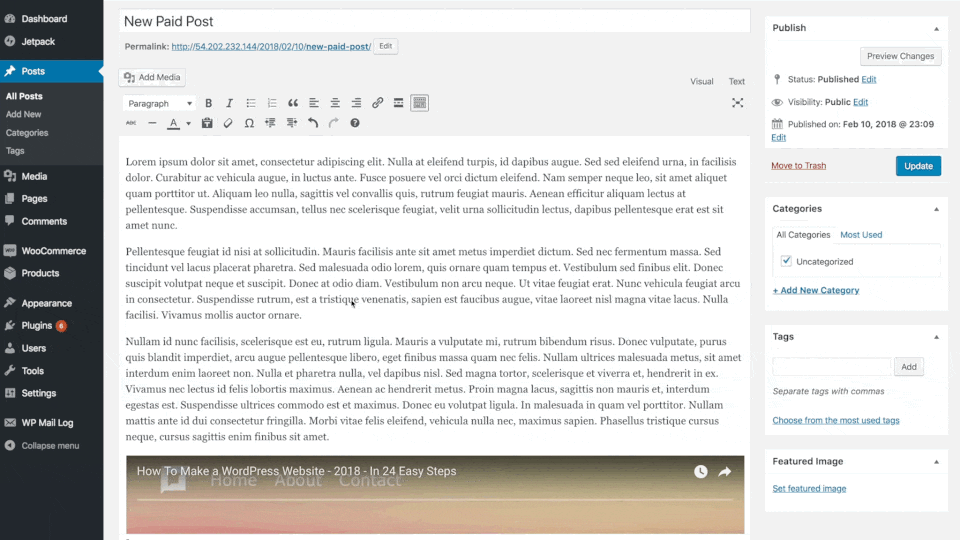 Dashboard
Jetpack
Posts
All Posts
Add New
Categories
Tags
Media
Pages
Comments
WooCommerce
Products
Appearance
Plugins 6
Users
Tools
Settings
WP Mail Log
Collapse menu
New Paid Post
Permalink: http://54.202.232.144/2018/02/10/new-paid-post/ Edit
Add Media
Visual Text
Paragraph B I
ABC A
Lorem ipsum dolor sit amet, consectetur adipiscing elit. Nulla at eleifend turpis, id dapibus augue. Sed sed eleifend urna, in facilisis
dolor. Curabitur ac vehicula augue, in luctus ante. Fusce posuere vel orci dictum eleifend. Nam semper neque leo, sit amet aliquet
quam porttitor ut. Aliquam leo nulla, sagittis vel convallis quis, rutrum feugiat mauris. Aenean efficitur aliquam lectus at
pellentesque. Suspendisse accumsan, tellus nec scelerisque feugiat, velit urna sollicitudin lectus, dapibus pellentesque erat est sit
amet nunc.
Pellentesque feugiat id nisi at sollicitudin. Mauris facilisis ante sit amet metus imperdiet dictum. Sed nec fermentum massa. Sed
tincidunt vel lacus placerat pharetra. Sed malesuada odio lorem, quis ornare quam tempus et. Vestibulum sed finibus elit. Donec
suscipit volutpat neque et suscipit. Donec at odio diam. Vestibulum non arcu neque. Ut vitae feugiat erat. Nunc vehicula feugiat arcu
in consectetur. Suspendisse rutrum, est a tristique venenatis, sapien est faucibus augue, vitae laoreet nisl magna vitae lacus. Nulla
facilisi. Vivamus mollis auctor ornare.
Nullam id nunc facilisis, scelerisque est eu, rutrum ligula. Mauris a vulputate mi, rutrum bibendum risus. Donec vulputate, purus
quis blandit imperdiet, arcu augue pellentesque libero, eget finibus massa quam nec felis. Nullam ultrices malesuada metus, sit amet
interdum enim laoreet non. Nulla et pharetra nulla, vel dapibus nisl. Sed magna tortor, scelerisque et viverra et, hendrerit in ex.
Vivamus nec lectus id felis lobortis maximus. Aenean ac hendrerit metus. Proin magna lacus, sagittis non mauris et, interdum
egestas est. Suspendisse ultrices commodo est et maximus. Donec eu volutpat ligula. In malesuada in quam vel porttitor. Nullam
mattis ante id dui consectetur fringilla. Morbi vitae felis eleifend, vehicula nulla nec, maximus sapien. Phasellus tristique cursus
neque, cursus sagittis enim finibus sit amet.
How To Make a WordPress Website - 2018 - In 24 Easy Steps
Home About Contact
Publish
Preview Changes
Status: Published Edit
Visibility: Public Edit
Published on: Feb 10, 2018 @ 23:09
Edit
Move to Trash Update
Categories
All Categories Most Used
Uncategorized
+ Add New Category
Tags
Add
Separate tags with commas
Choose from the most used tags
Featured Image
Set featured image